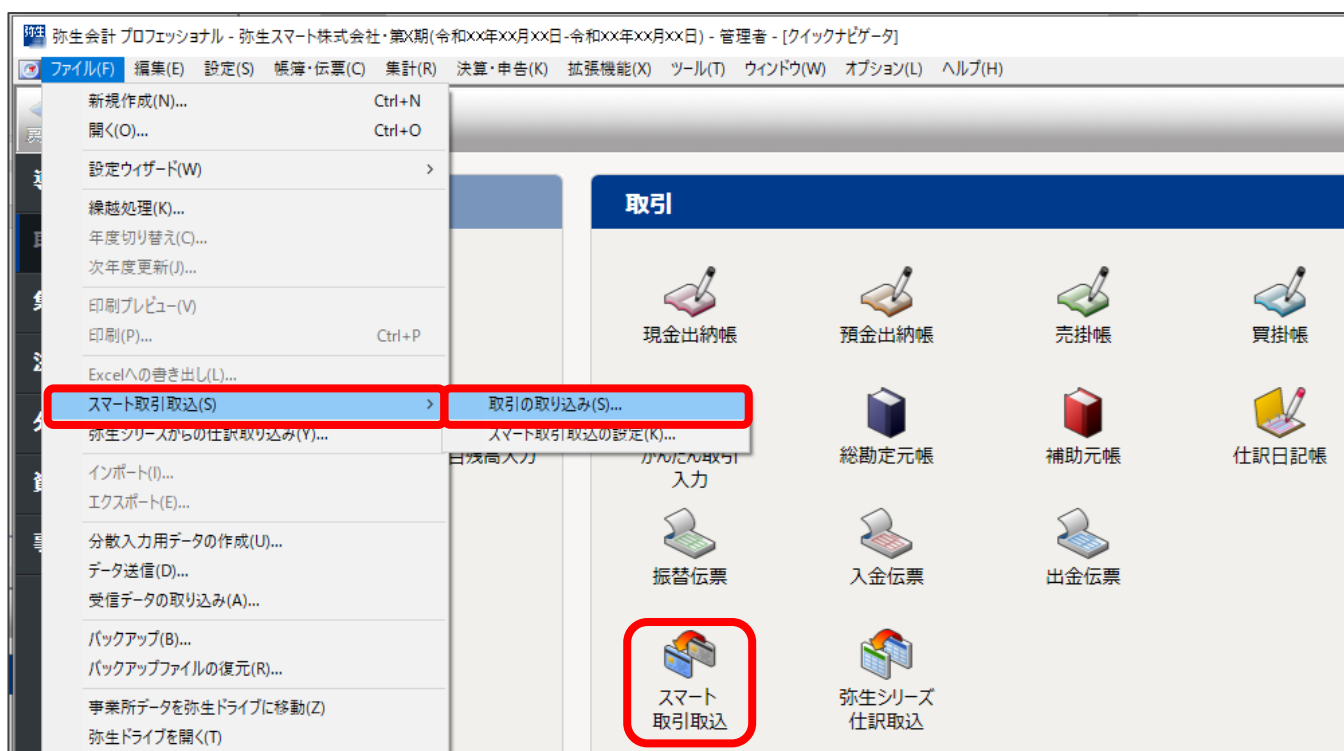 弥生 弥生会計 プロフェッショナル - 弥生スマート株式会社・第X期(令和XX年XX月XX日-令和XX年XX月XX日) - 管理者 - [クイックナビゲータ]
ファイル(F) 編集(E) 設定(S) 帳簿・伝票(C) 集計(R) 決算・申告(K) 拡張機能(X) ツール(T) ウィンドウ(W) オプション(L) ヘルプ(H)
新規作成(N)... Ctrl+N
開く(O)... Ctrl+O
設定ウィザード(W) >
繰越処理(K)...
年度切り替え(C)...
次年度更新(J)...
印刷プレビュー(V)
印刷(P)... Ctrl+P
Excelへの書き出し(L)...
スマート取引取込(S) >
弥生シリーズからの仕訳取り込み(Y)...
インポート(I)...
エクスポート(E)...
分散入力用データの作成(U)...
データ送信(D)...
受信データの取り込み(A)...
バックアップ(B)...
バックアップファイルの復元(R)...
事業所データを弥生ドライブに移動(Z)
弥生ドライブを開く(T)
取引の取り込み(S)...
スマート取引取込の設定(K)...
目残高入力
取引
現金出納帳 預金出納帳 売掛帳 買掛帳
かんたん取引 総勘定元帳 補助元帳 仕訳日記帳
入力
振替伝票 入金伝票 出金伝票
スマート 弥生シリーズ
取引取込 仕訳取込